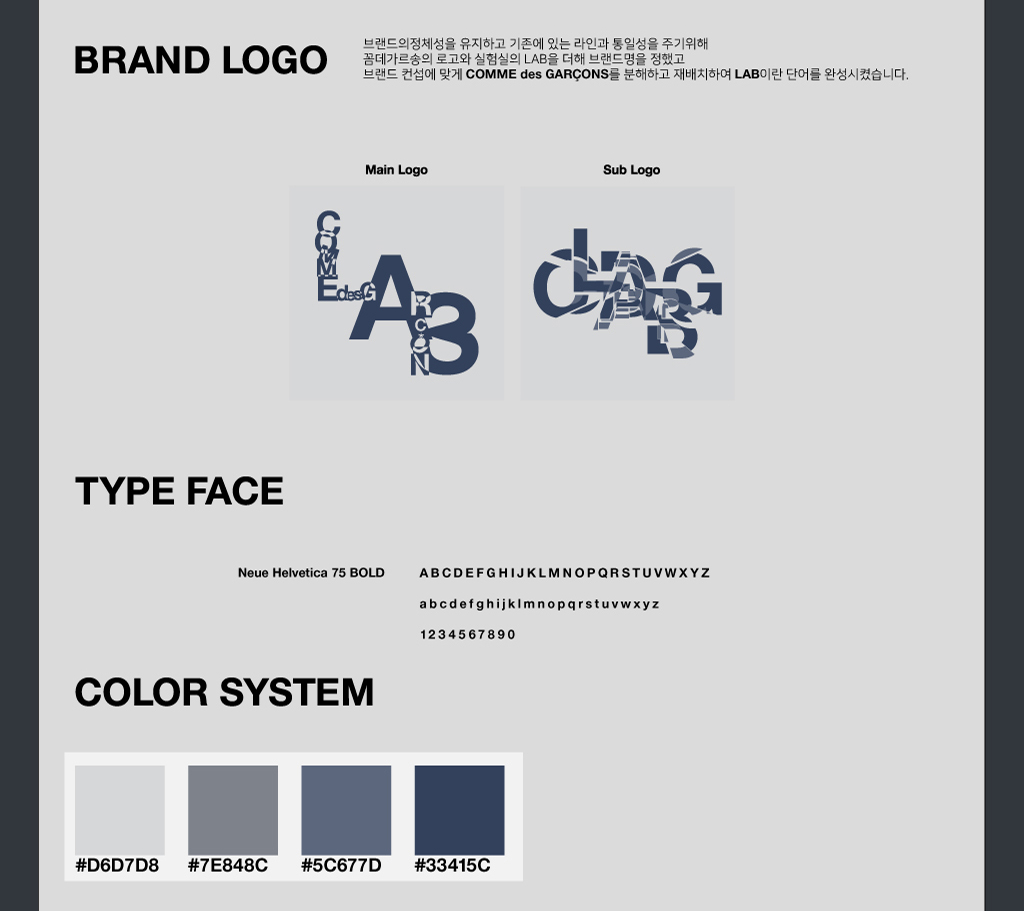 BRAND LOGO
브랜드의정체성을 유지하고 기존에 있는 라인과 통일성을 주기위해
꼼데가르송의 로고와 실험실의 LAB을 더해 브랜드명을 정했고
브랜드 컨섭에 맞게 COMME des GARÇONS를 분해하고 재배치하여 LAB이란 단어를 완성시켰습니다.
Main Logo
Sub Logo
TYPE FACE
Neue Helvetica 75 BOLD
A B C D E F G H I J K L M N O P Q R S T U V W X Y Z
a b c d e f g h i j k l m n o p q r s t u v w x y z
1 2 3 4 5 6 7 8 9 0
COLOR SYSTEM
#D6D7D8
#7E848C
#5C677D
#33415C